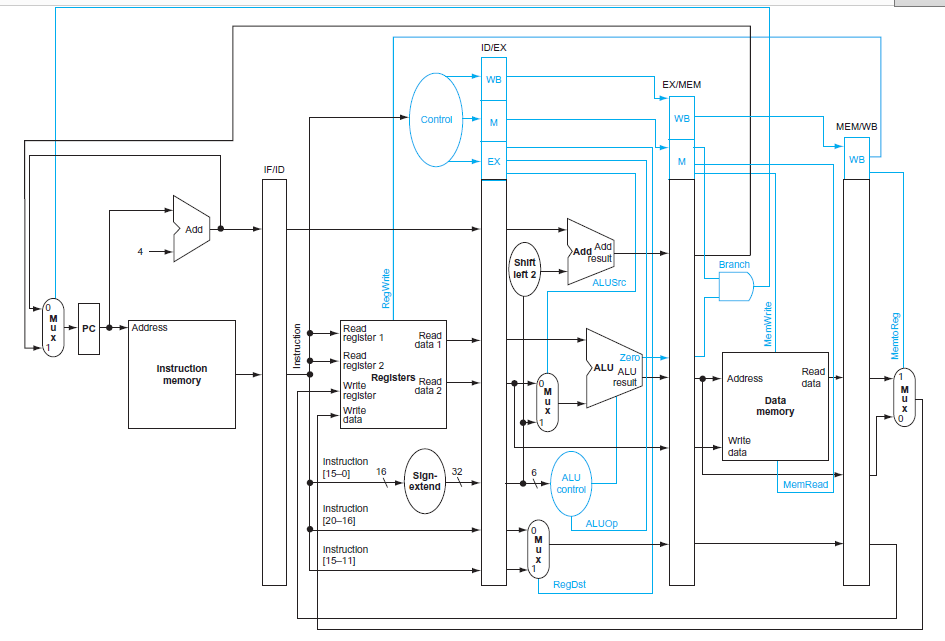 ID/EX
WB
EX/MEM
Control
M
WB
MEM/WB
EX
M
WB
IF/ID
Add
4
Add
Add
result
Shift
left 2
ALUSrc
Branch
RegWrite
MemWrite
MemtoReg
0
M
u
x
1
PC
Address
Instruction
memory
Instruction
Read
register 1
Read
data 1
Read
register 2
Registers
Read
data 2
Write
register
Write
data
Zero
ALU
ALU
result
0
M
u
x
1
Address
Read
data
Data
memory
Write
data
1
M
u
x
0
MemRead
Instruction
[15–0]
16
Sign-
extend
32
6
ALU
control
ALUOp
Instruction
[20–16]
Instruction
[15–11]
0
M
u
x
1
RegDst